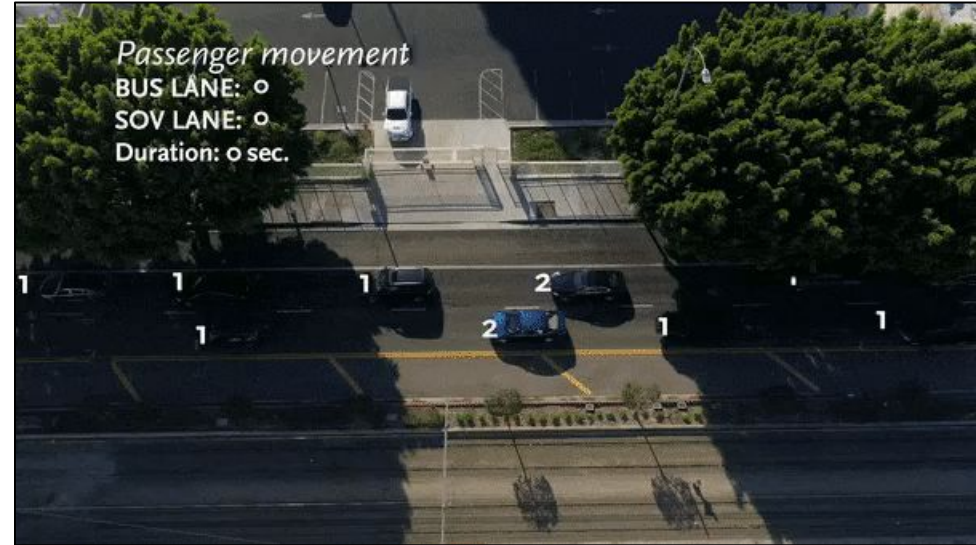 Passenger movement
BUS LANE: 0
SOV LANE: 0
Duration: 0 sec.
1 1 1 2
1 2 1 1